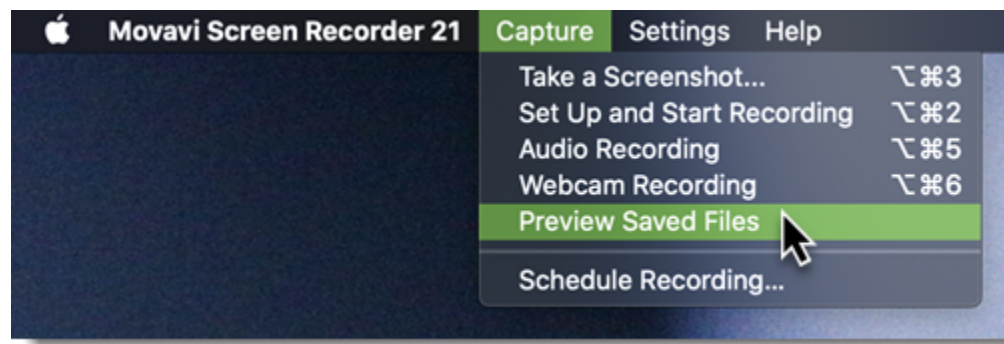 Movavi Screen Recorder 21 Capture Settings Help
Take a Screenshot... ⌥⌘3
Set Up and Start Recording ⌥⌘2
Audio Recording ⌥⌘5
Webcam Recording ⌥⌘6
Preview Saved Files
Schedule Recording...